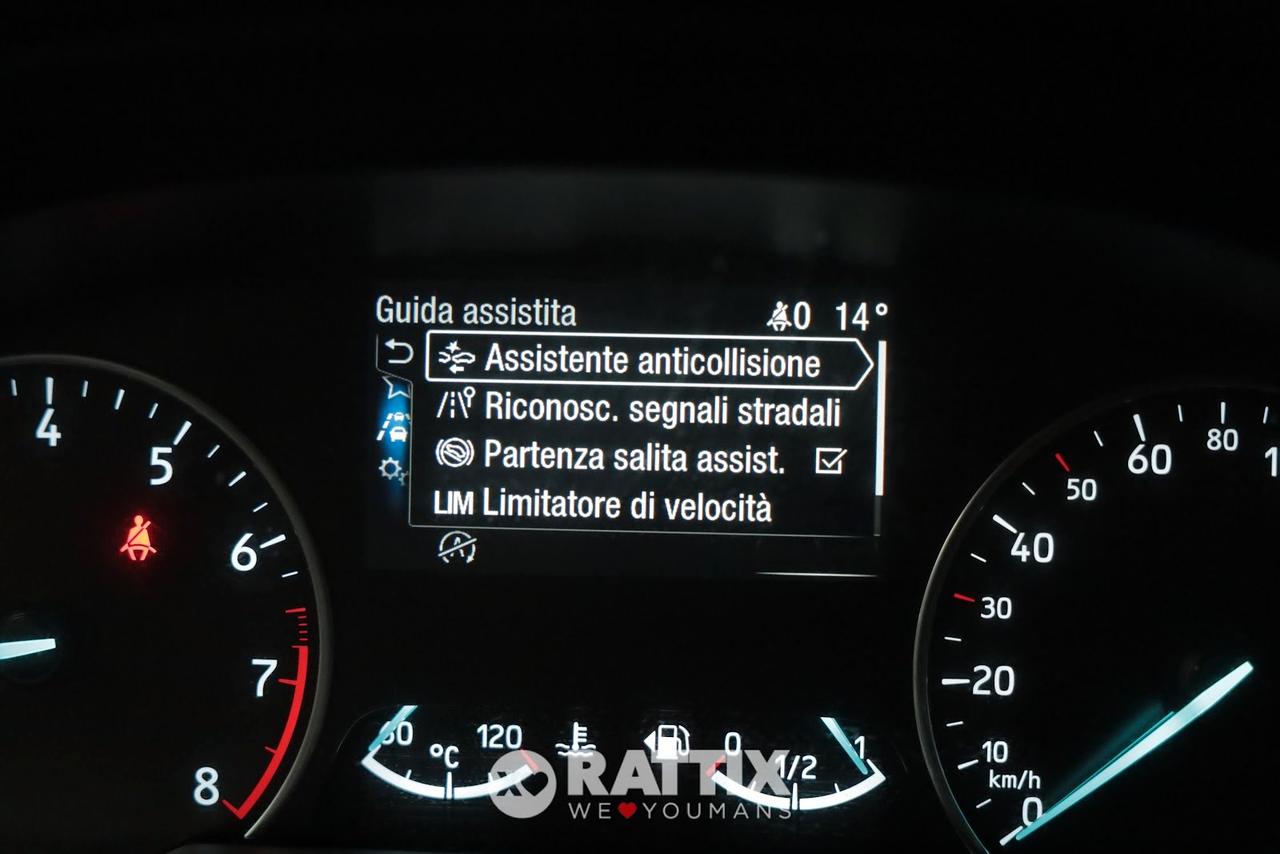 Guida assistita 0 14°
Assistente anticollisione
Riconosc. segnali stradali
Partenza salita assist.
LIM Limitatore di velocità
A
4
5
6
7
8
60 °C 120
0 1/2 1
80
60
50
40
30
20
10
km/h
0
RATTIX
WE YOUMANS